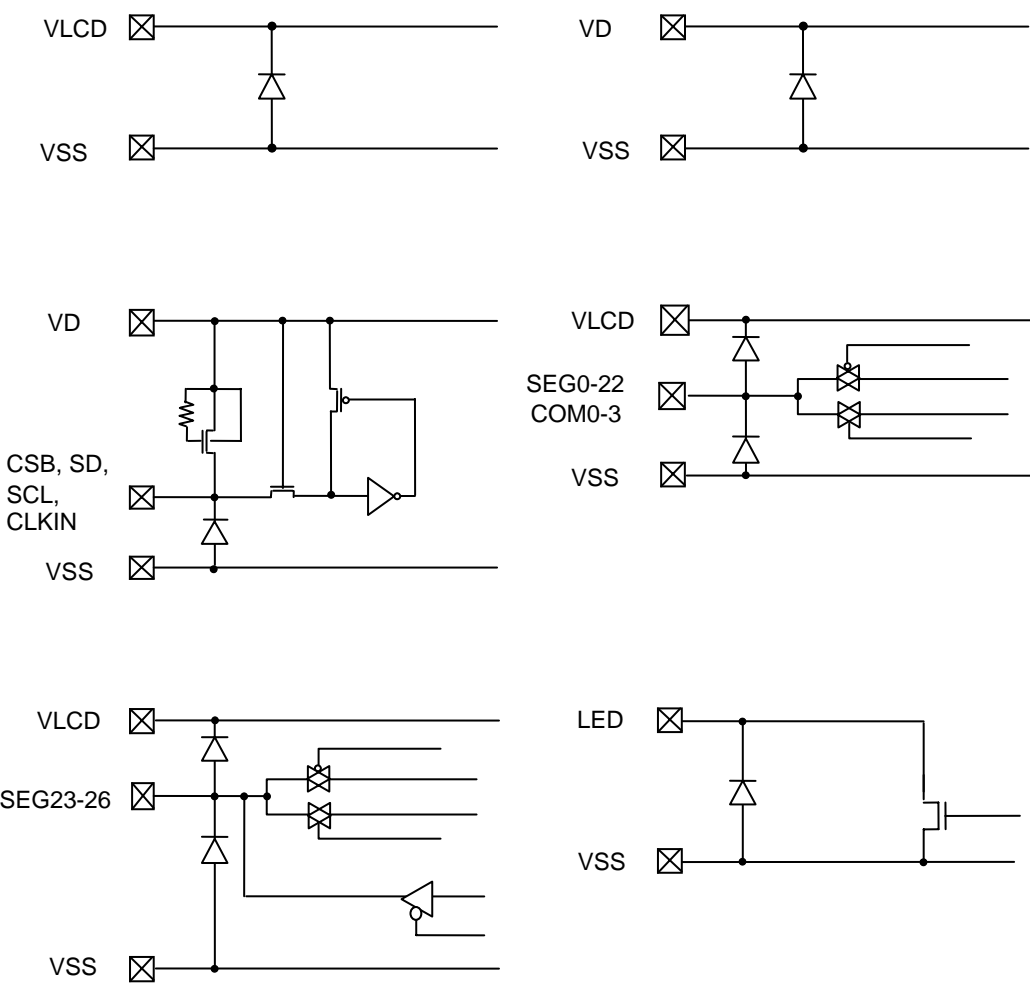 VLCD
VSS
VD
VSS
VD
CSB, SD,
SCL,
CLKIN
VSS
VLCD
SEG0-22
COM0-3
VSS
VLCD
SEG23-26
VSS
LED
VSS